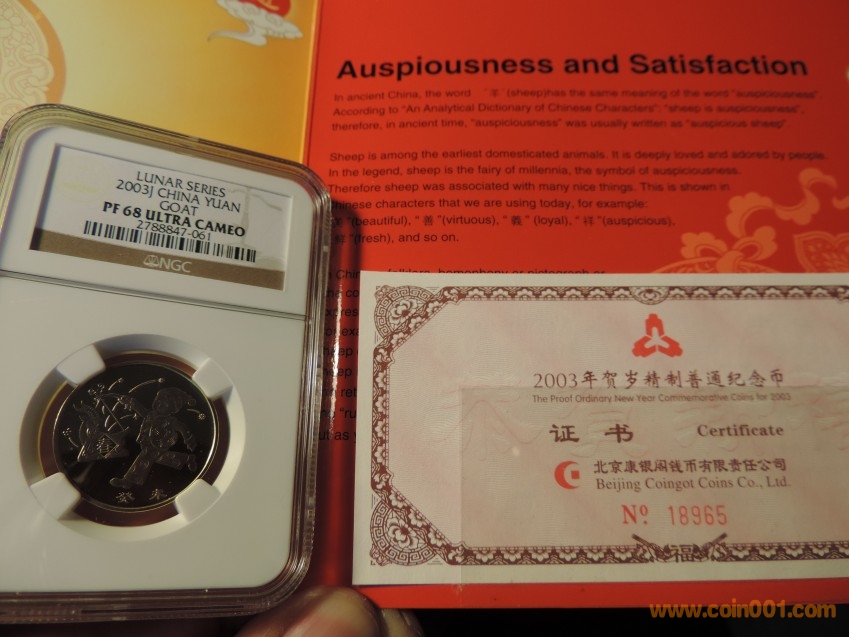 LUNAR SERIES
2003J CHINA YUAN
GOAT
PF 68 ULTRA CAMEO
2788847-061
NGC
Auspiousness and Satisfaction
In ancient China, the word "羊"(sheep)has the same meaning of the word "auspiciousness"
According to "An Analytical Dictionary of Chinese Characters": "sheep is auspiciousness",
therefore, in ancient time, "auspiciousness" was usually written as "auspicious sheep".
Sheep is among the earliest domesticated animals. It is deeply loved and adored by people.
In the legend, sheep is the fairy of millennia, the symbol of auspiciousness.
Therefore sheep was associated with many nice things. This is shown in
chinese characters that we are using today, for example:
"(beautiful), "善"(virtuous), "義"(loyal), "祥"(auspicious),
"(fresh), and so on.
folklore, homophony or pictograph or
2003年贺岁精制普通纪念币
The Proof Ordinary New Year Commemorative Coins for 2003
证书 Certificate
北京康银阁钱币有限责任公司
Beijing Coingot Coins Co., Ltd.
No 18965
福
www.coin001.com